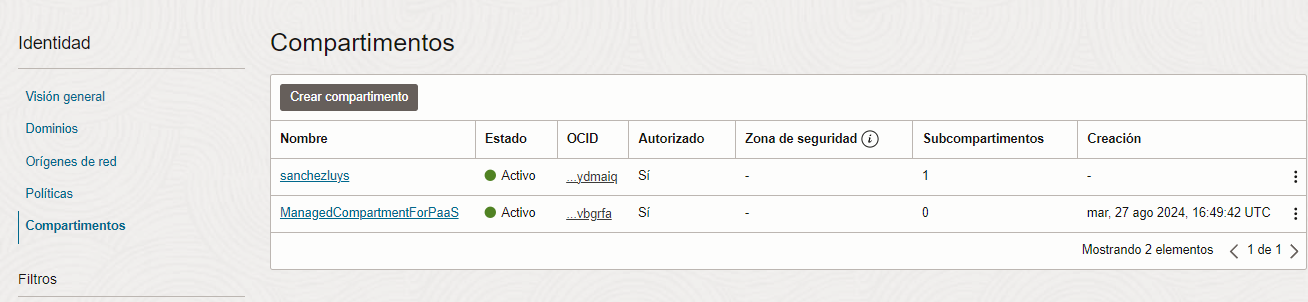 Identidad
Visión general
Dominios
Orígenes de red
Políticas
Compartimentos
Filtros
Compartimentos
Crear compartimento
Nombre Estado OCID Autorizado Zona de seguridad i Subcompartimentos Creación
sanchezluys Activo ...ydmaiq Sí - 1 -
ManagedCompartmentForPaaS Activo ...vbgrfa Sí - 0 mar, 27 ago 2024, 16:49:42 UTC
Mostrando 2 elementos < 1 de 1 >